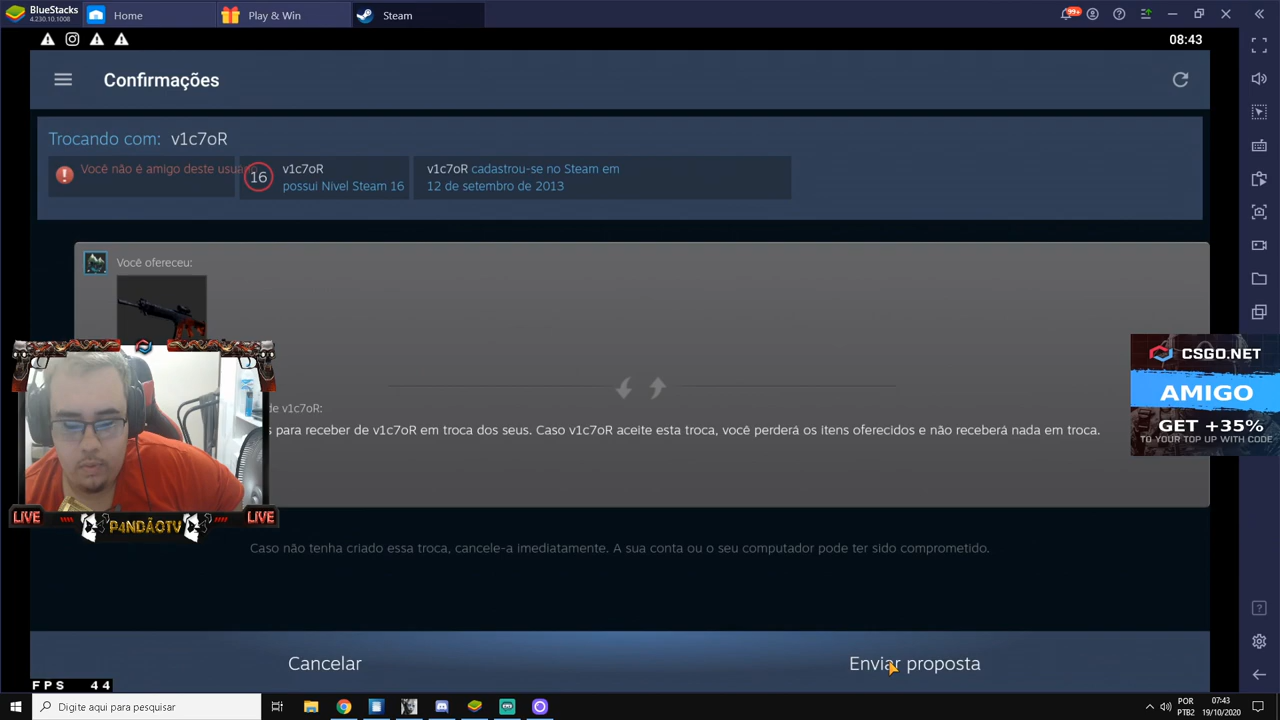 BlueStacks
4.230.10.1008
Home
Play & Win
Steam
99+
08:43
Confirmações
Trocando com: v1c7oR
Você não é amigo deste usuá
16
v1c7oR
possui Nível Steam 16
v1c7oR cadastrou-se no Steam em
12 de setembro de 2013
Você ofereceu:
CSGO.NET
AMIGO
GET +35%
TO YOUR TOP UP WITH CODE
de v1c7oR:
s para receber de v1c7oR em troca dos seus. Caso v1c7oR aceite esta troca, você perderá os itens oferecidos e não receberá nada em troca.
LIVE
P4NDÃOTV
LIVE
Caso não tenha criado essa troca, cancele-a imediatamente. A sua conta ou o seu computador pode ter sido comprometido.
Cancelar
Enviar proposta
FPS 44
Digite aqui para pesquisar
POR
PTB2
07:43
19/10/2020